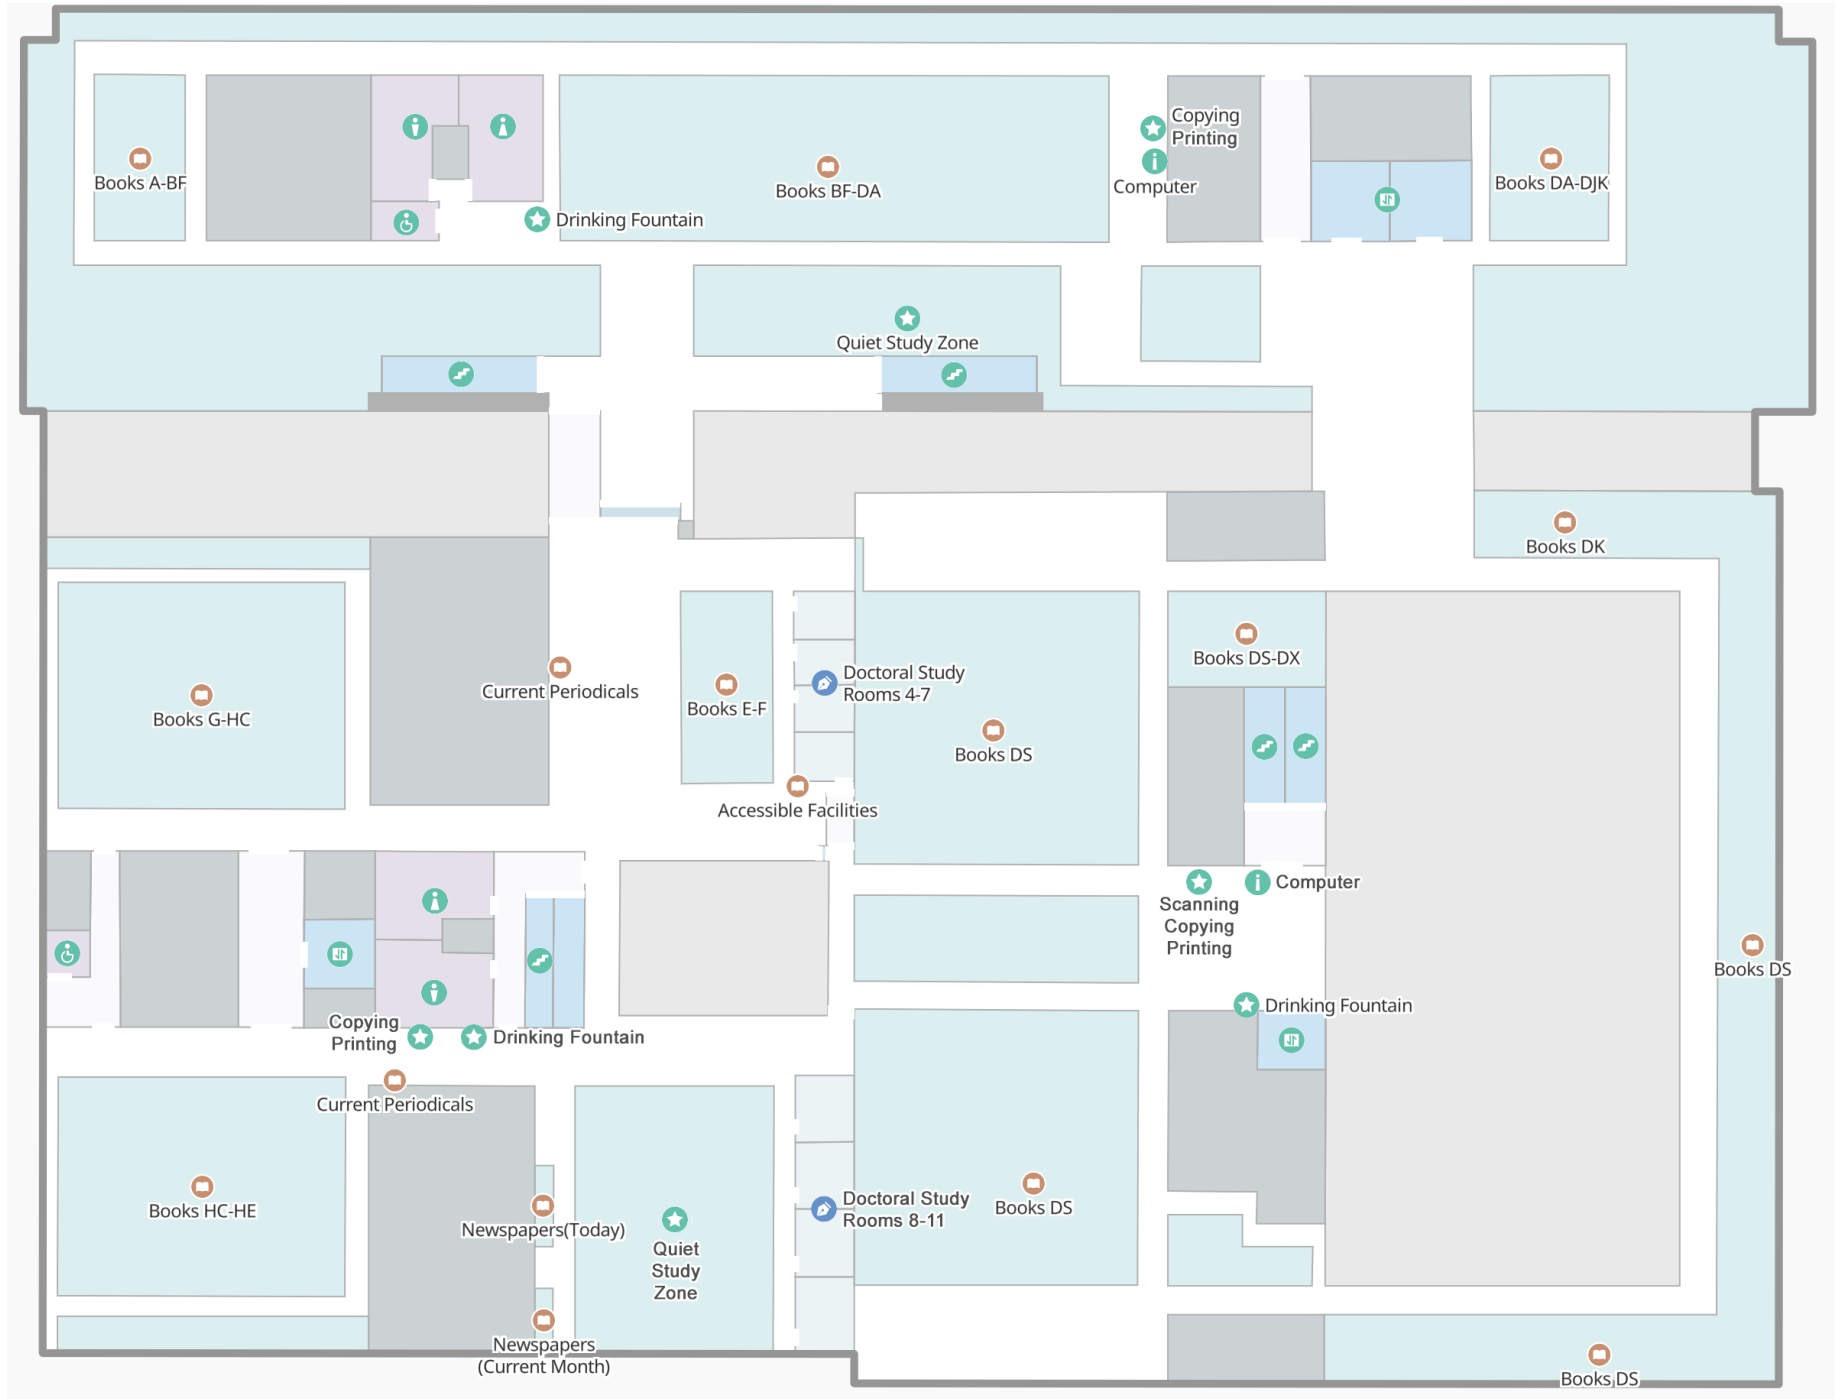 Copying
Printing
Computer
Books A-BF
Books BF-DA
Books DA-DJK
Drinking Fountain
Quiet Study Zone
Books DK
Books DS-DX
Current Periodicals
Books G-HC
Books E-F
Doctoral Study
Rooms 4-7
Books DS
Accessible Facilities
Computer
Scanning
Copying
Printing
Books DS
Drinking Fountain
Copying
Printing
Drinking Fountain
Current Periodicals
Books HC-HE
Newspapers(Today)
Quiet
Study
Zone
Doctoral Study
Rooms 8-11
Books DS
Newspapers
(Current Month)
Books DS